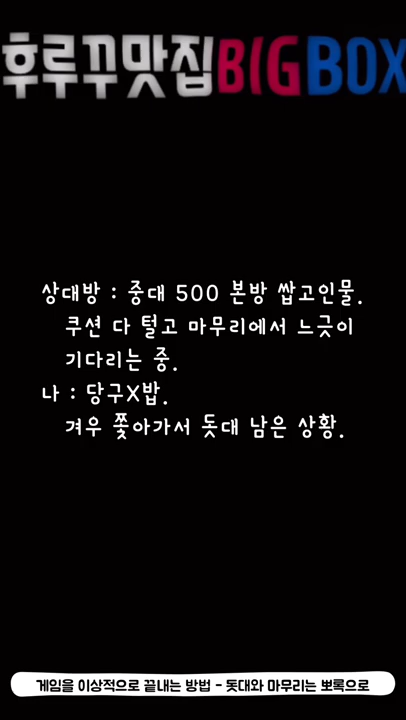 후루꾸맛집BIGBOX
상대방 : 중대 500 본방 쌉고인물.
쿠션 다 털고 마무리에서 느긋이
기다리는 중.
나 : 당구X밥.
겨우 쫓아가서 돗대 남은 상황.
게임을 이상적으로 끝내는 방법 - 돗대와 마무리는 뽀록으로